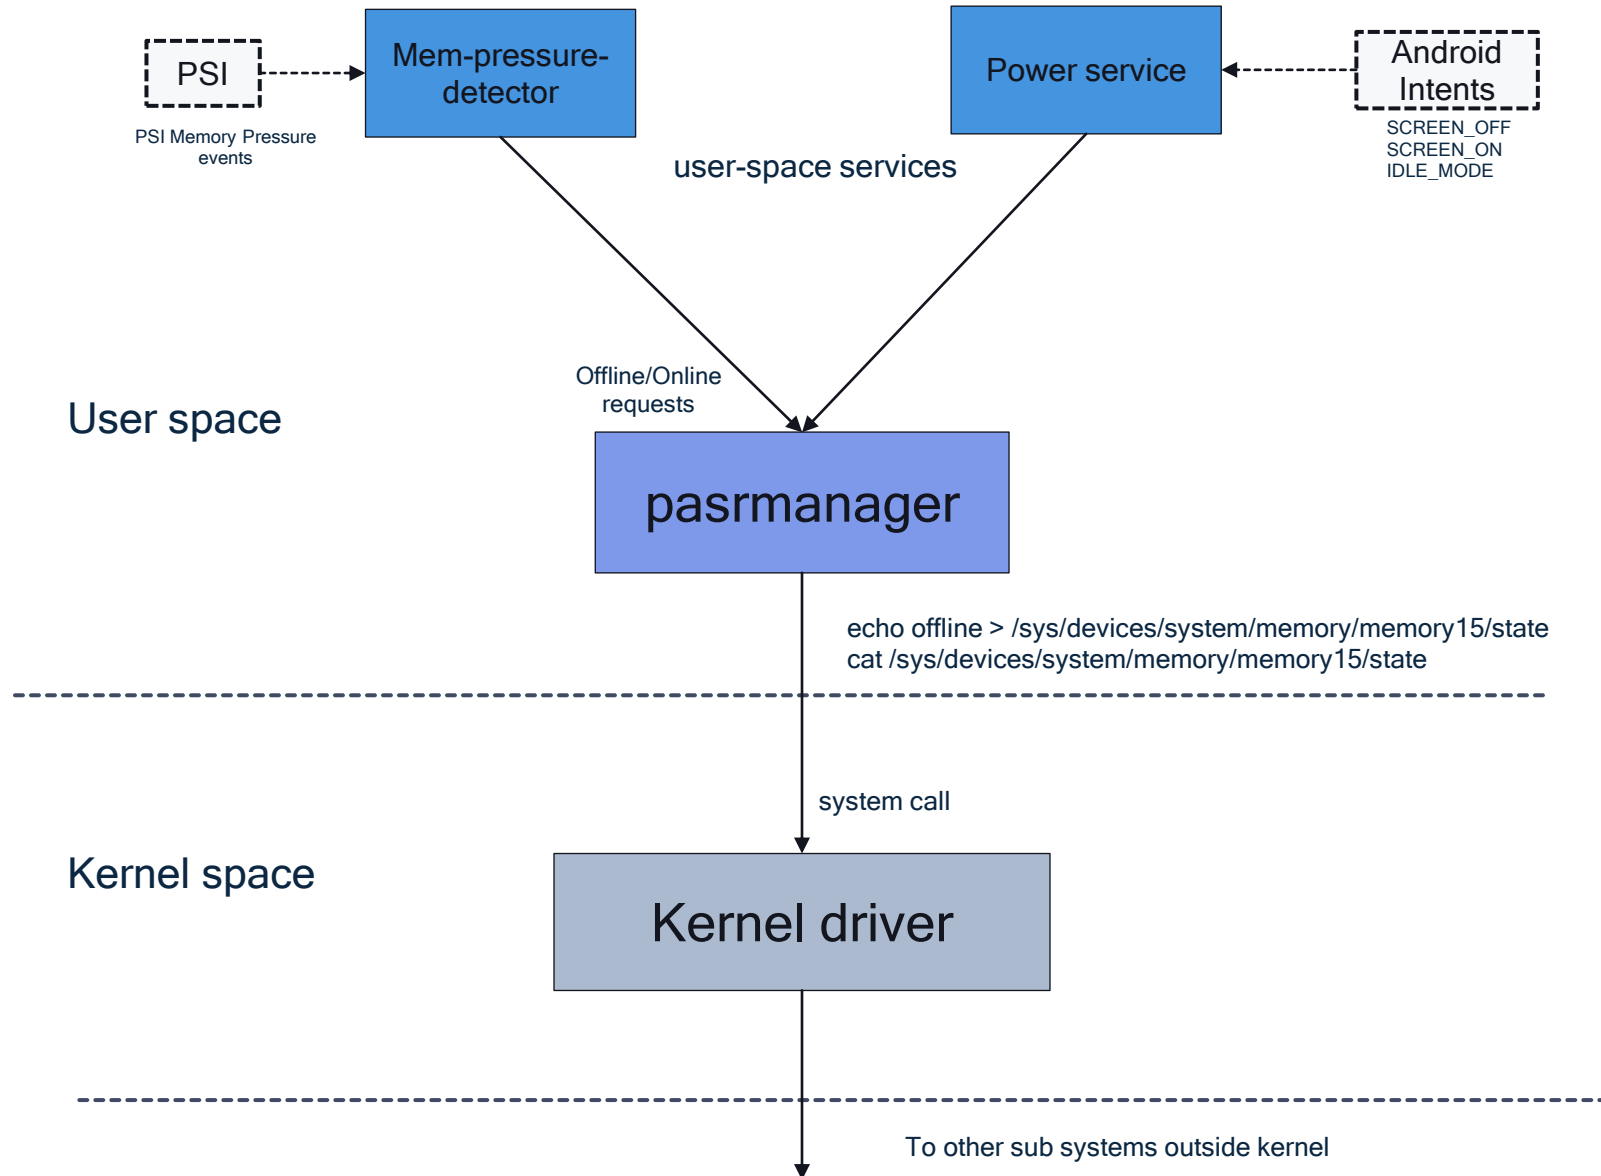 PSI
PSI Memory Pressure
events
Mem-pressure-
detector
Power service
Android
Intents
SCREEN_OFF
SCREEN_ON
IDLE_MODE
user-space services
Offline/Online
requests
User space
pasrmanager
echo offline > /sys/devices/system/memory/memory15/state
cat /sys/devices/system/memory/memory15/state
system call
Kernel space
Kernel driver
To other sub systems outside kernel